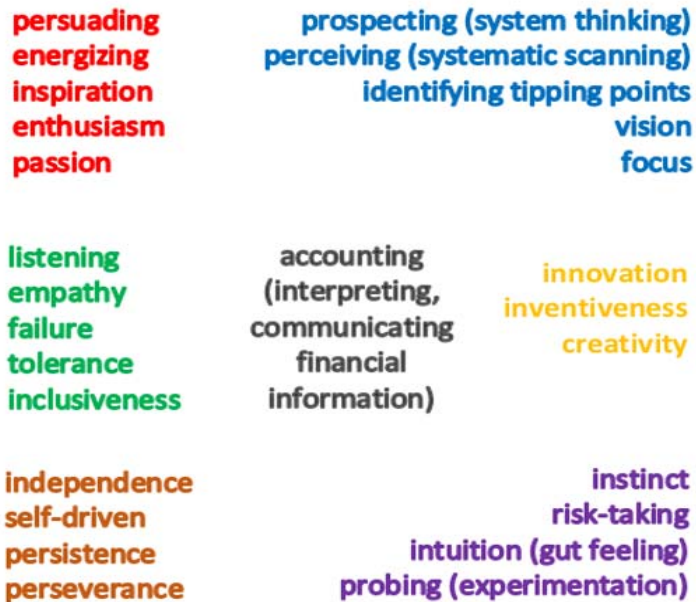 persuading
energizing
inspiration
enthusiasm
passion
prospecting (system thinking)
perceiving (systematic scanning)
identifying tipping points
vision
focus
listening
empathy
failure
tolerance
inclusiveness
accounting
(interpreting,
communicating
financial
information)
innovation
inventiveness
creativity
independence
self-driven
persistence
perseverance
instinct
risk-taking
intuition (gut feeling)
probing (experimentation)